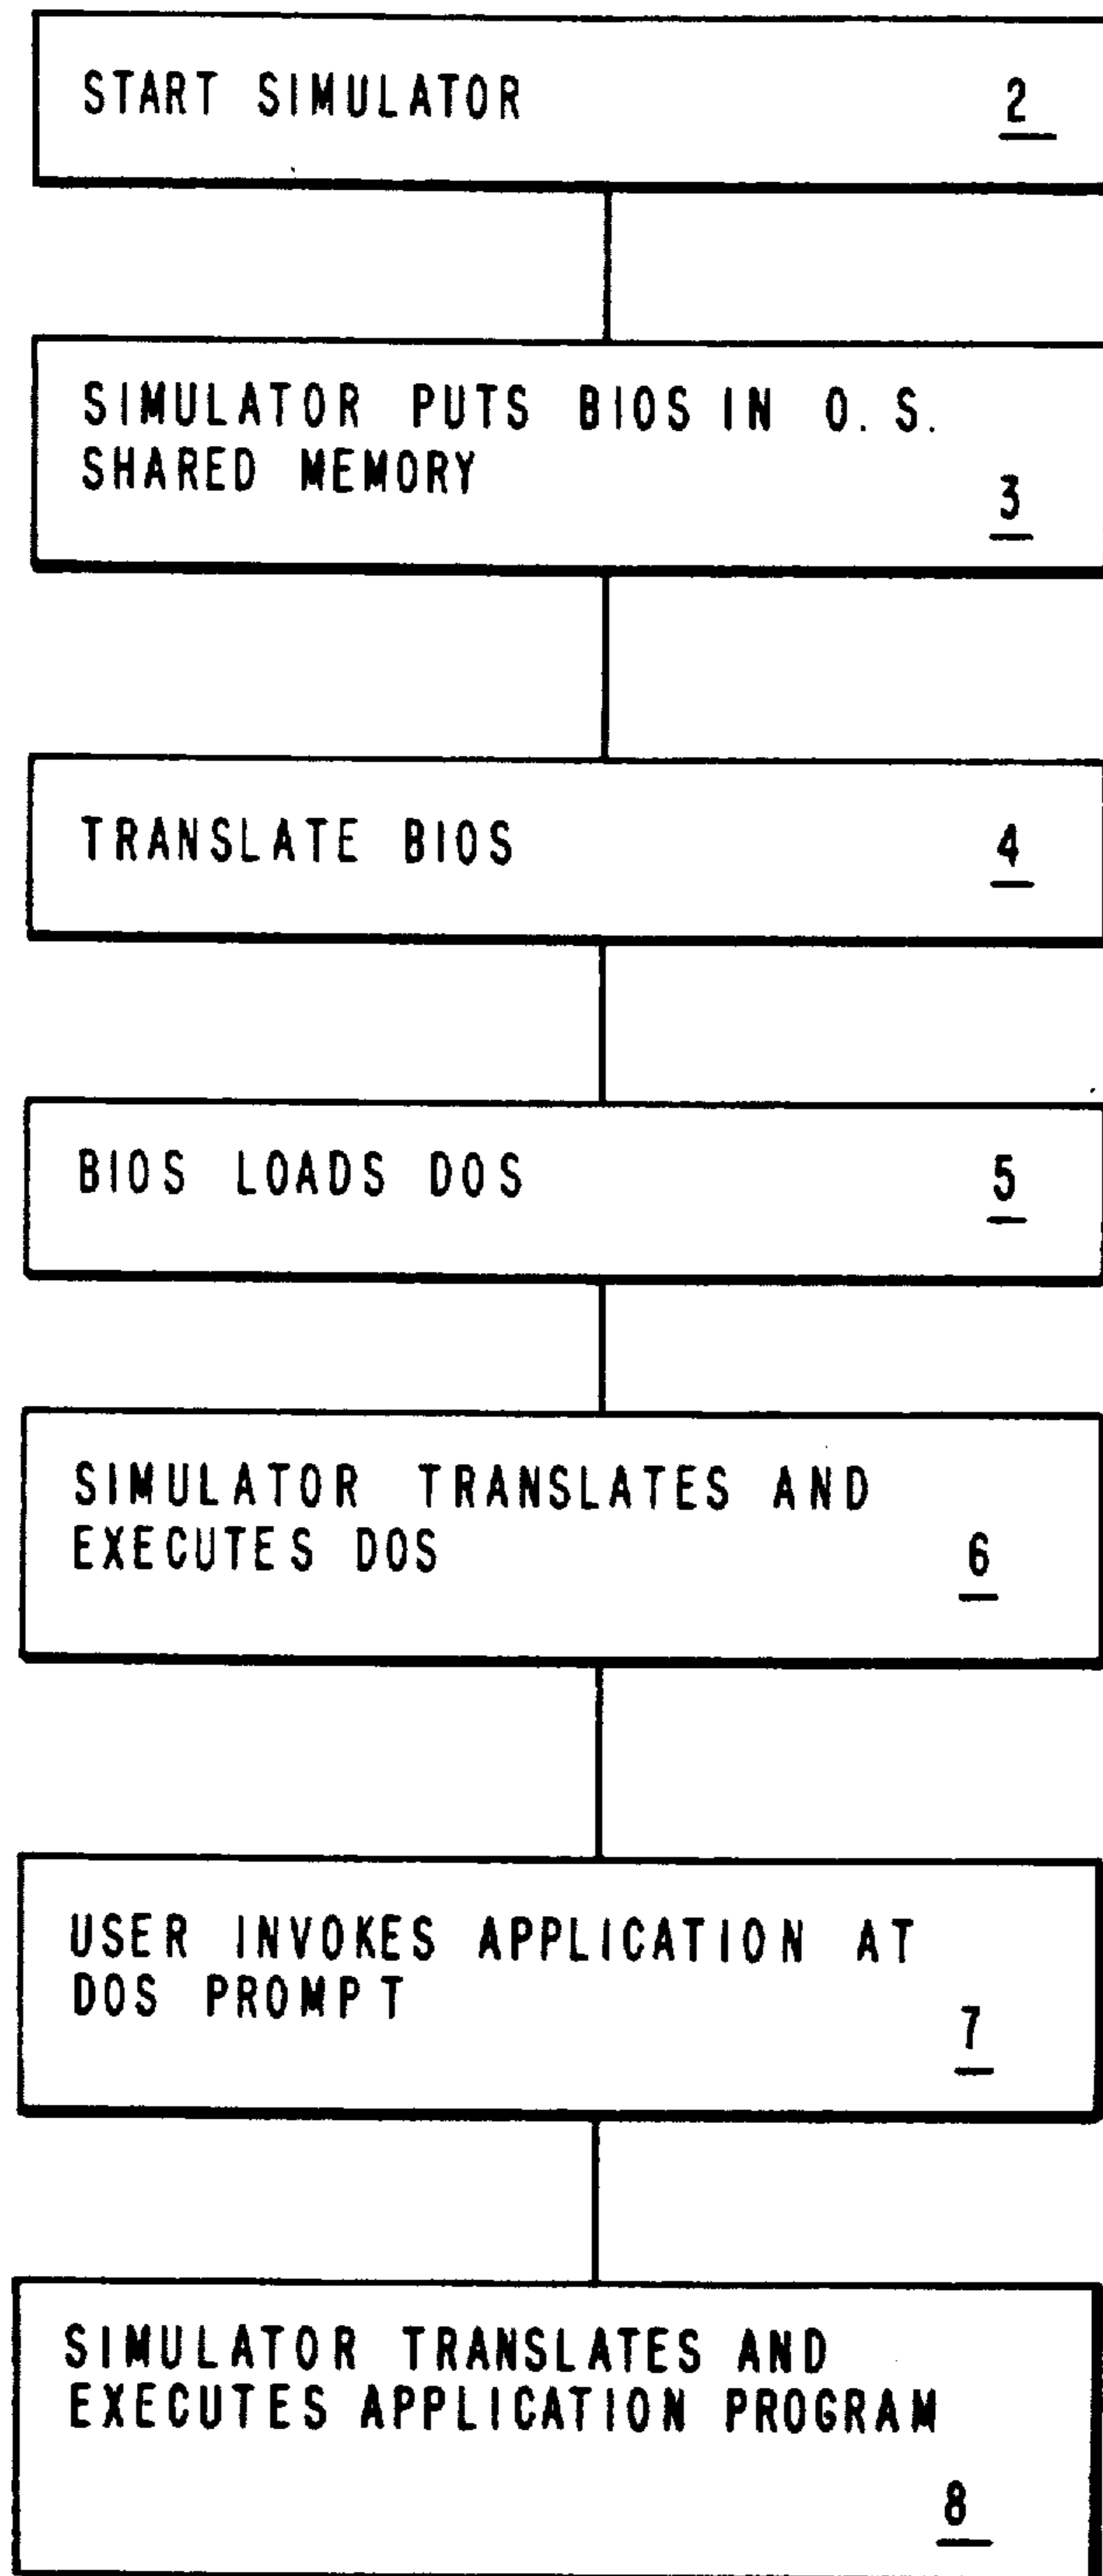 START SIMULATOR
2
SIMULATOR PUTS BIOS IN O.S.
SHARED MEMORY
3
TRANSLATE BIOS
4
BIOS LOADS DOS
5
SIMULATOR TRANSLATES AND
EXECUTES DOS
6
USER INVOKES APPLICATION AT
DOS PROMPT
7
SIMULATOR TRANSLATES AND
EXECUTES APPLICATION PROGRAM
8